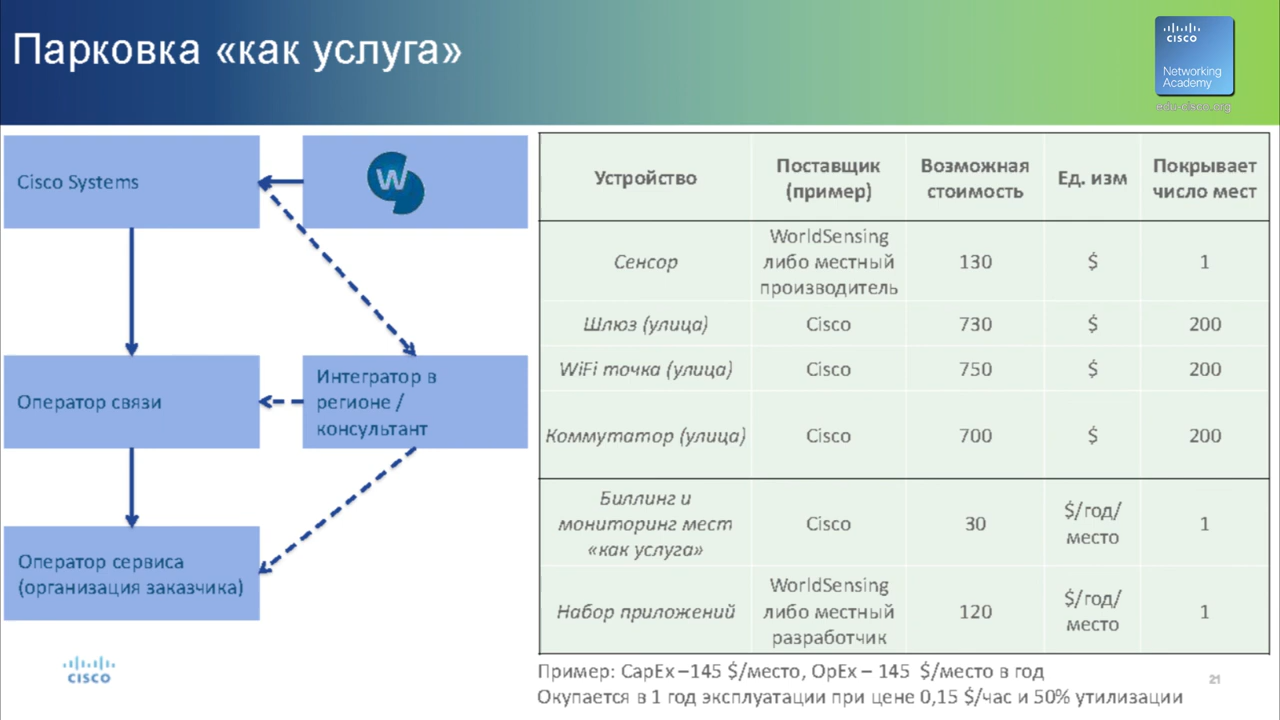 Парковка «как услуга»
CISCO
Networking
Academy
edu-cisco.org
Cisco Systems
W
Оператор связи
Интегратор в
регионе /
консультант
Оператор сервиса
(организация заказчика)
CISCO
Устройство
Поставщик
(пример)
Возможная
стоимость
Ед. изм
Покрывает
число мест
Сенсор
WorldSensing
либо местный
производитель
130
$
1
Шлюз (улица)
Cisco
730
$
200
WiFi точка (улица)
Cisco
750
$
200
Коммутатор (улица)
Cisco
700
$
200
Биллинг и
мониторинг мест
«как услуга»
Cisco
30
$/год/
место
1
Набор приложений
WorldSensing
либо местный
разработчик
120
$/год/
место
1
Пример: CapEx –145 $/место, OpEx – 145 $/место в год
Окупается в 1 год эксплуатации при цене 0,15 $/час и 50% утилизации
21